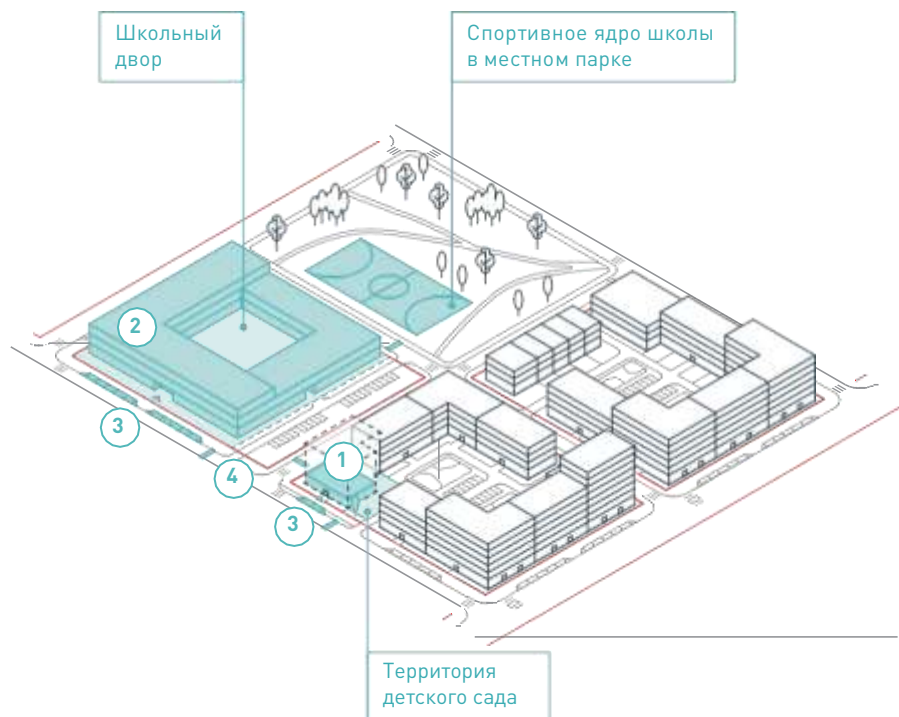 Школьный
двор
Спортивное ядро школы
в местном парке
2
3
1
4
3
Территория
детского сада